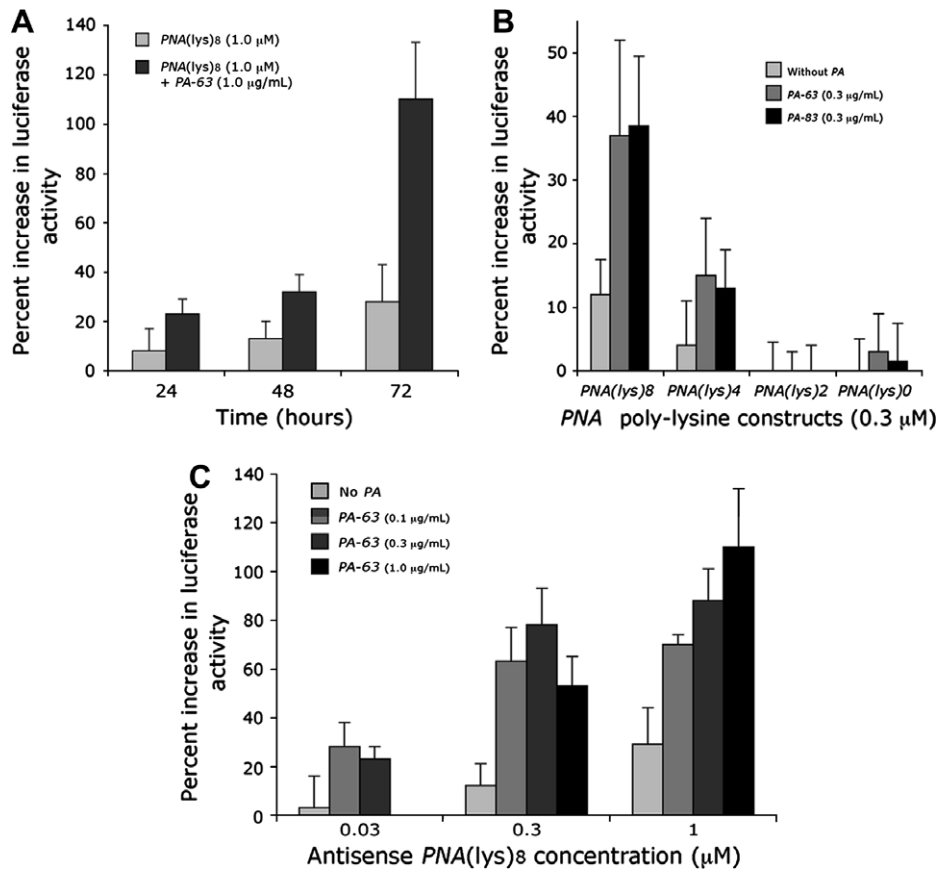 A
PNA(lys)8 (1.0 μM)
PNA(lys)8 (1.0 μM)
+ PA-63 (1.0 μg/mL)
Percent increase in luciferase
activity
140
120
100
80
60
40
20
0
24 48 72
Time (hours)
B
Without PA
PA-63 (0.3 μg/mL)
PA-83 (0.3 μg/mL)
Percent increase in luciferase
activity
50
40
30
20
10
0
PNA(lys)8 PNA(lys)4 PNA(lys)2 PNA(lys)0
PNA poly-lysine constructs (0.3 μM)
C
No PA
PA-63 (0.1 μg/mL)
PA-63 (0.3 μg/mL)
PA-63 (1.0 μg/mL)
Percent increase in luciferase
activity
140
120
100
80
60
40
20
0
0.03 0.3 1
Antisense PNA(lys)8 concentration (μM)